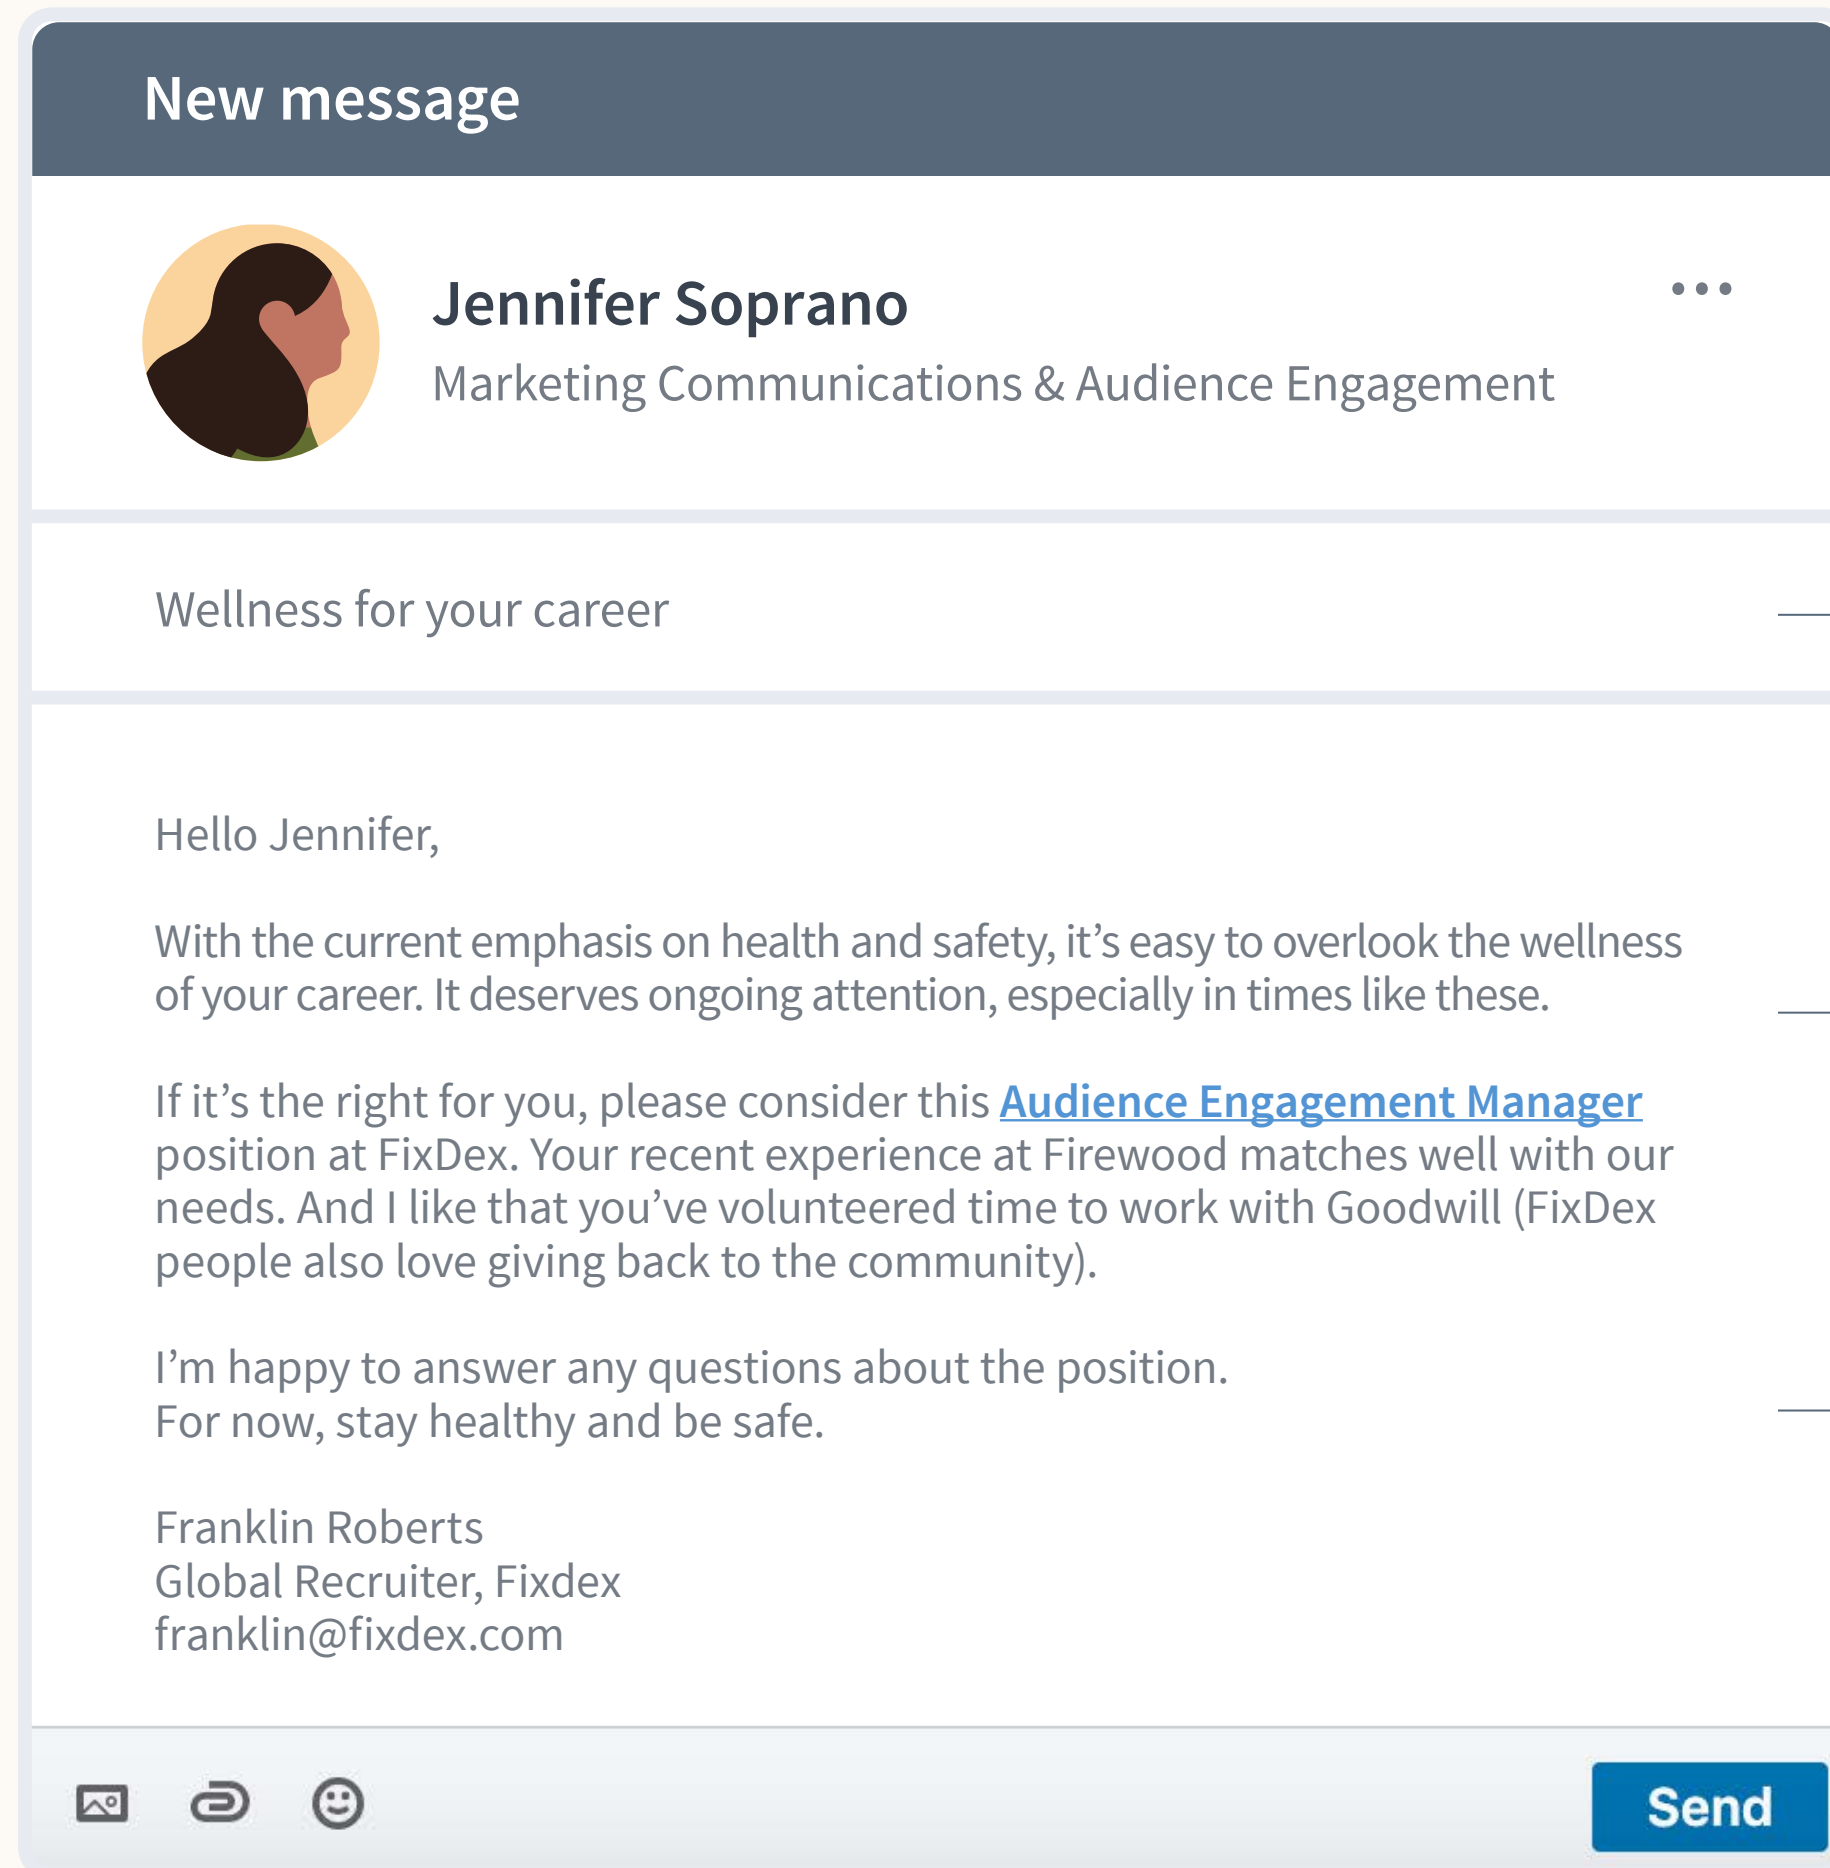 New message
Jennifer Soprano
Marketing Communications & Audience Engagement
Wellness for your career
Hello Jennifer,
With the current emphasis on health and safety, it’s easy to overlook the wellness
of your career. It deserves ongoing attention, especially in times like these.
If it’s the right for you, please consider this Audience Engagement Manager
position at FixDex. Your recent experience at Firewood matches well with our
needs. And I like that you’ve volunteered time to work with Goodwill (FixDex
people also love giving back to the community).
I’m happy to answer any questions about the position.
For now, stay healthy and be safe.
Franklin Roberts
Global Recruiter, Fixdex
franklin@fixdex.com
Send